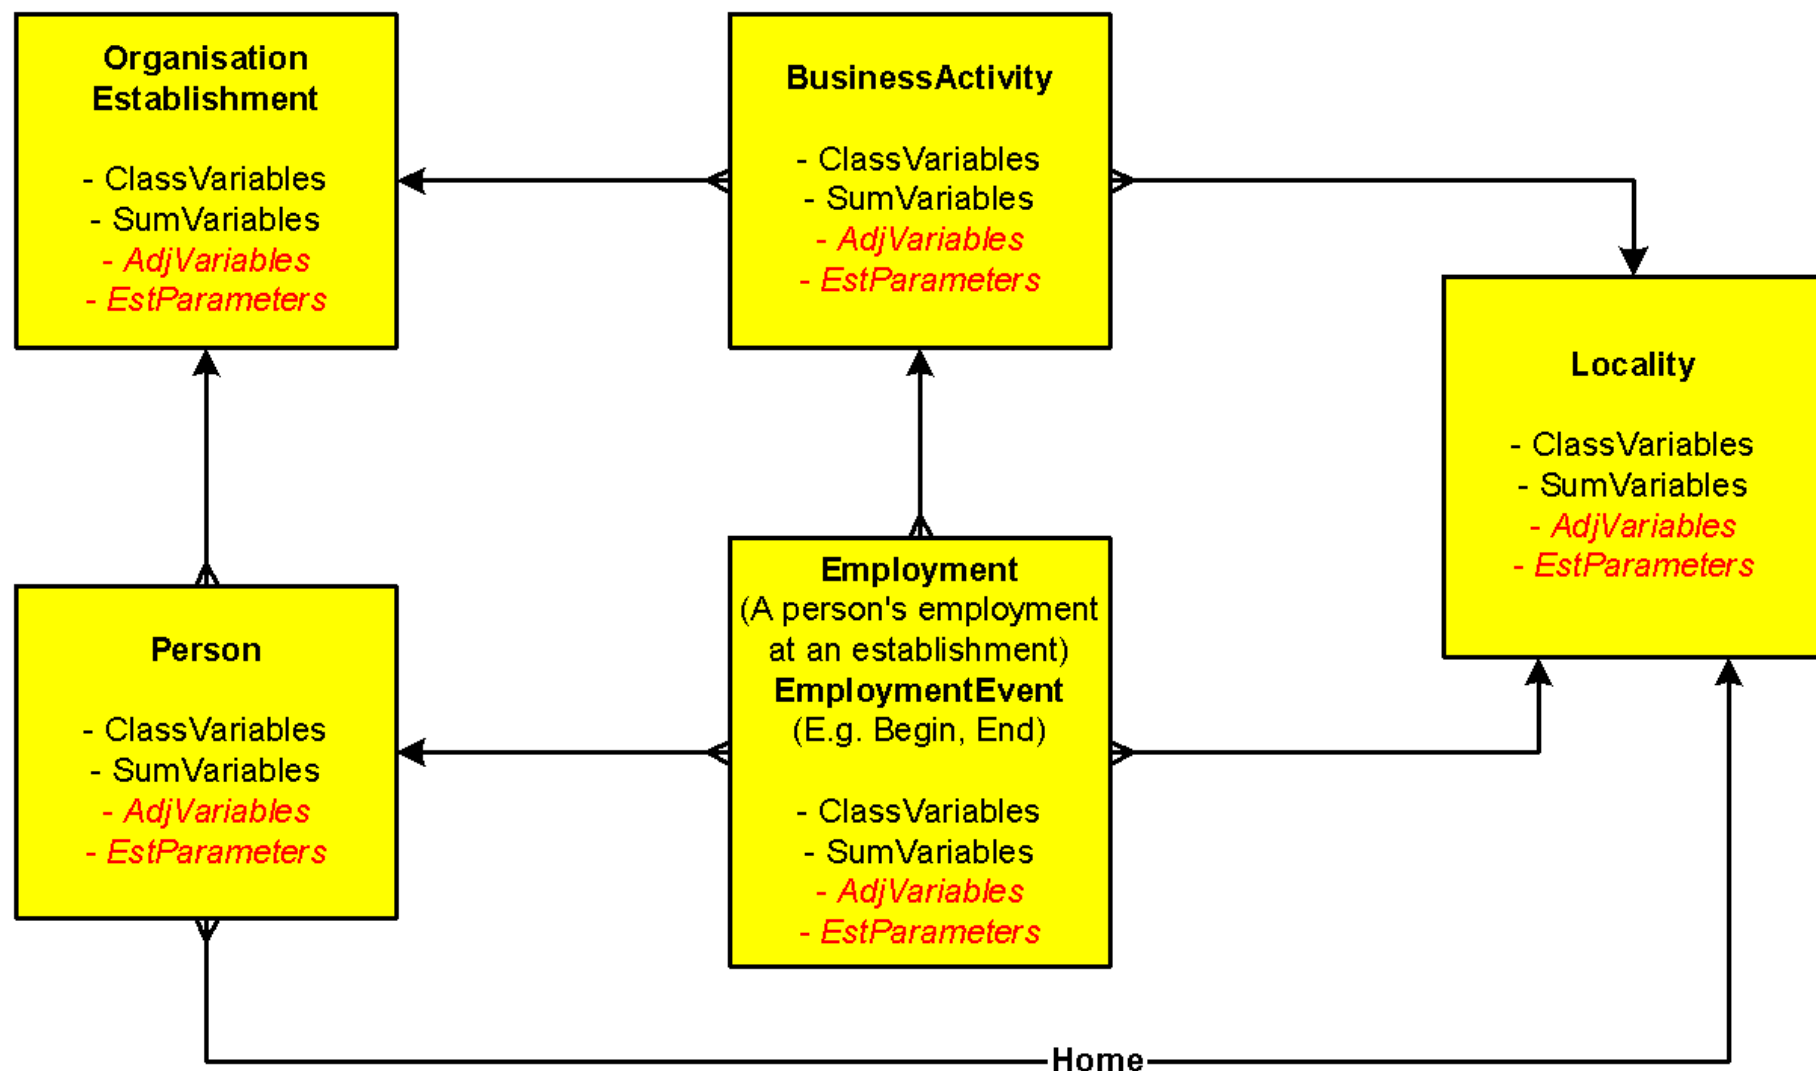 Organisation
Establishment
- ClassVariables
- SumVariables
- AdjVariables
- EstParameters
BusinessActivity
- ClassVariables
- SumVariables
- AdjVariables
- EstParameters
Locality
- ClassVariables
- SumVariables
- AdjVariables
- EstParameters
Person
- ClassVariables
- SumVariables
- AdjVariables
- EstParameters
Employment
(A person's employment
at an establishment)
EmploymentEvent
(E.g. Begin, End)
- ClassVariables
- SumVariables
- AdjVariables
- EstParameters
Home